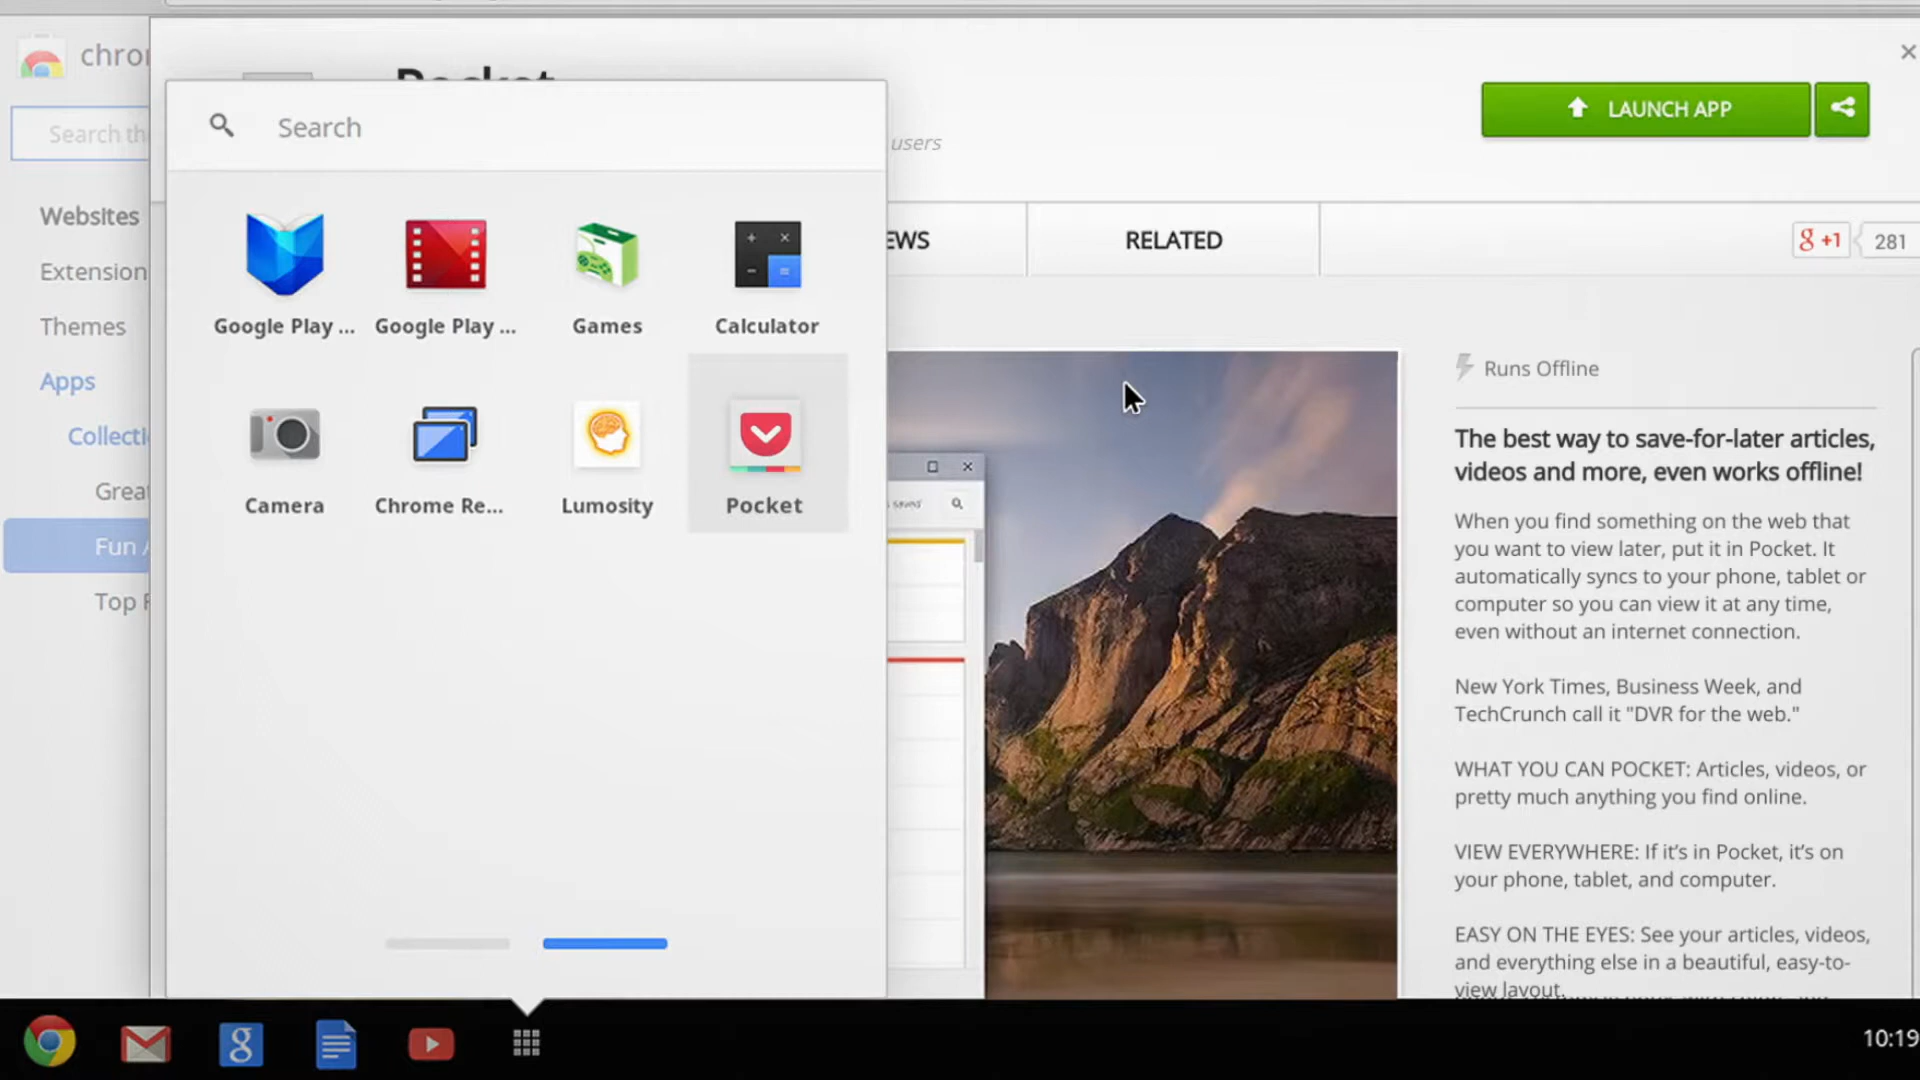 chro
Pocket
Search
Search th
users
LAUNCH APP
Websites
Extension
Themes
Apps
Collecti
Great
Fun A
Top F
Google Play ...
Google Play ...
Games
Calculator
Camera
Chrome Re...
Lumosity
Pocket
EWS
RELATED
g +1
281
saved
Runs Offline
The best way to save-for-later articles,
videos and more, even works offline!
When you find something on the web that
you want to view later, put it in Pocket. It
automatically syncs to your phone, tablet or
computer so you can view it at any time,
even without an internet connection.
New York Times, Business Week, and
TechCrunch call it "DVR for the web."
WHAT YOU CAN POCKET: Articles, videos, or
pretty much anything you find online.
VIEW EVERYWHERE: If it's in Pocket, it's on
your phone, tablet, and computer.
EASY ON THE EYES: See your articles, videos,
and everything else in a beautiful, easy-to-
view layout.
g
10:19